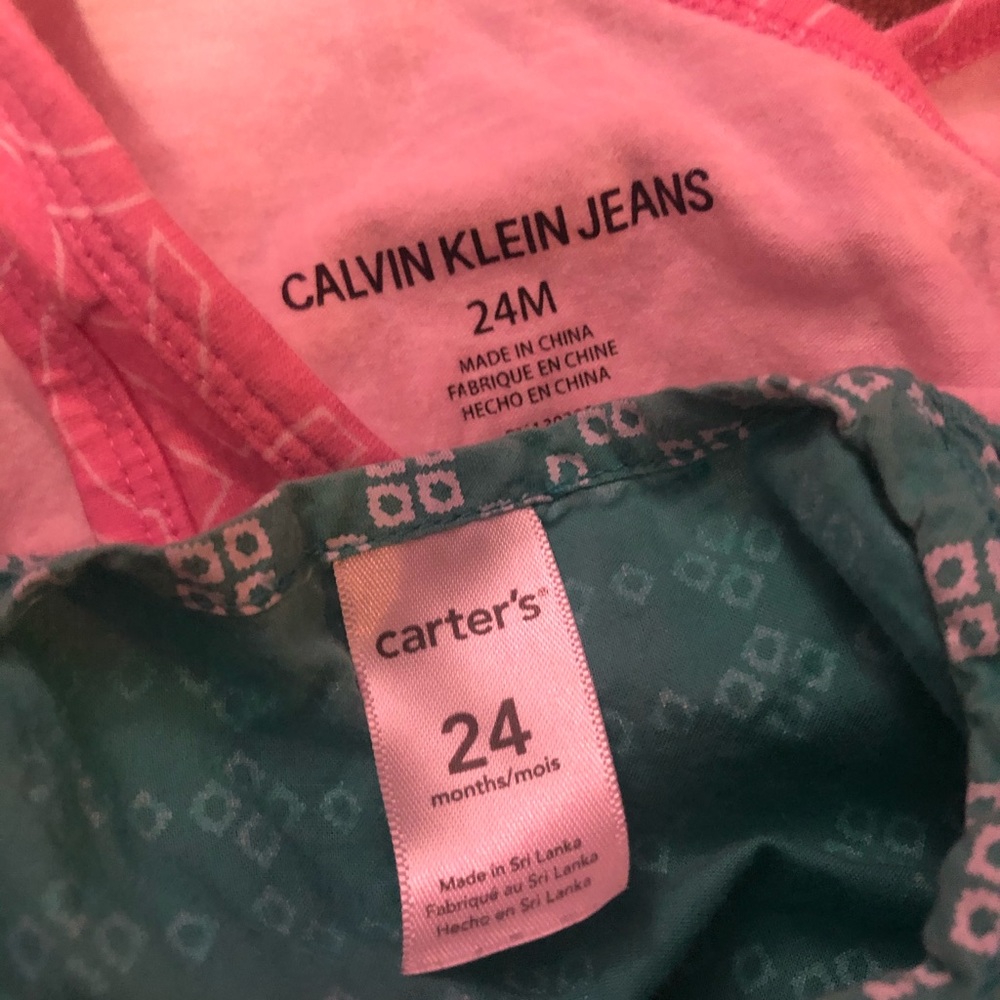 CALVIN KLEIN JEANS
24M
MADE IN CHINA
FABRIQUE EN CHINE
HECHO EN CHINA
carter's®
24
months/mois
Made in Sri Lanka
Fabriqué au Sri Lanka
Hecho en Sri Lanka